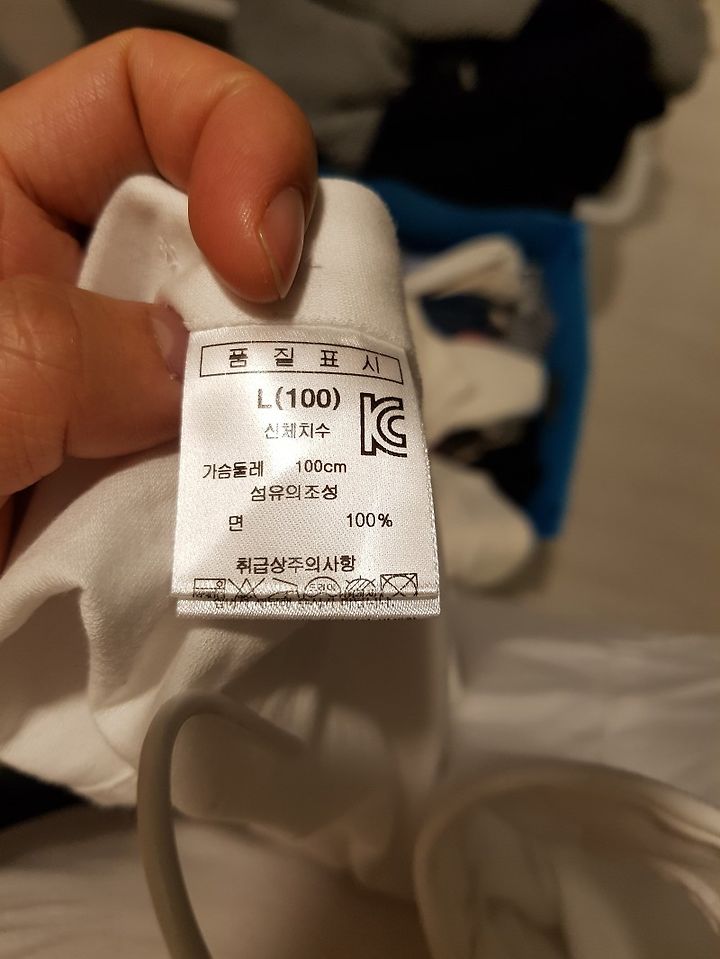 품 질 표 시
L(100)
KC
신체치수
가슴둘레 100cm
섬유의조성
면 100%
취급상주의사항